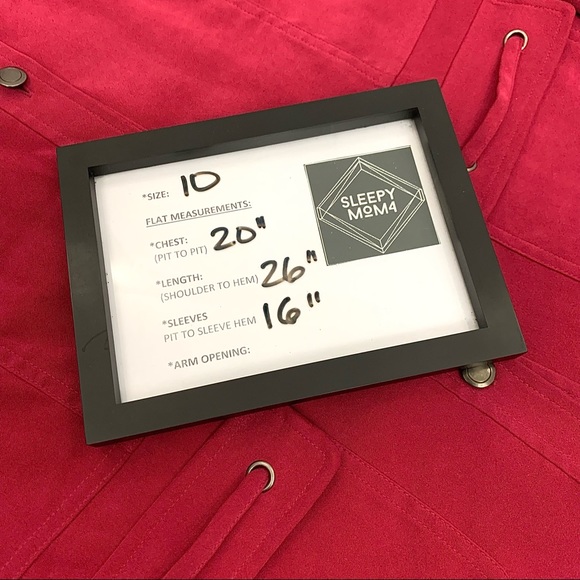 *SIZE: 10
FLAT MEASUREMENTS:
*CHEST: 20"
(PIT TO PIT)
*LENGTH: 26"
(SHOULDER TO HEM)
*SLEEVES 16"
PIT TO SLEEVE HEM
*ARM OPENING:
SLEEPY
MOM4